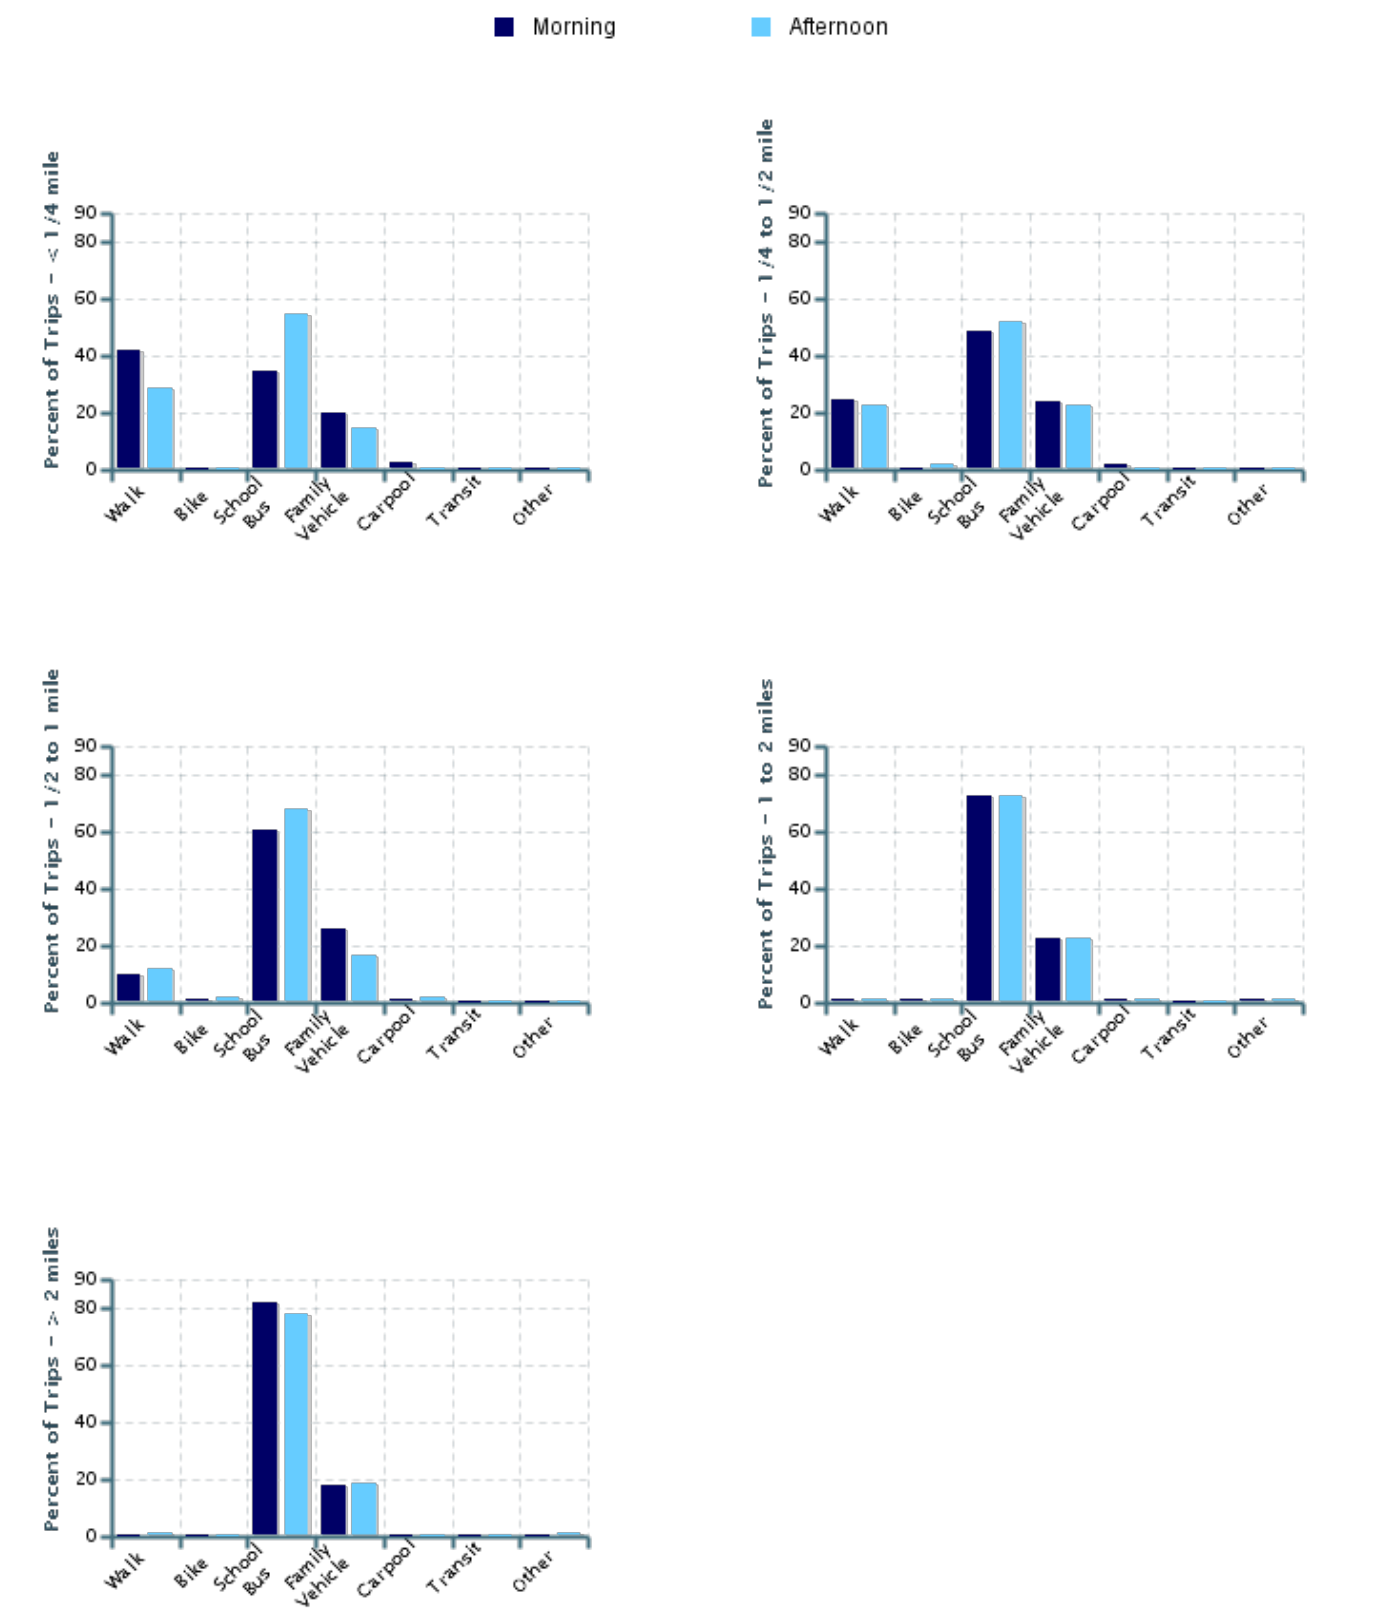 Morning Afternoon
Percent of Trips - < 1/4 mile
90
80
60
40
20
0
Walk
Bike
School
Bus
Family
Vehicle
Carpool
Transit
Other
Percent of Trips - 1/4 to 1/2 mile
90
80
60
40
20
0
Walk
Bike
School
Bus
Family
Vehicle
Carpool
Transit
Other
Percent of Trips - 1/2 to 1 mile
90
80
60
40
20
0
Walk
Bike
School
Bus
Family
Vehicle
Carpool
Transit
Other
Percent of Trips - 1 to 2 miles
90
80
60
40
20
0
Walk
Bike
School
Bus
Family
Vehicle
Carpool
Transit
Other
Percent of Trips - > 2 miles
90
80
60
40
20
0
Walk
Bike
School
Bus
Family
Vehicle
Carpool
Transit
Other